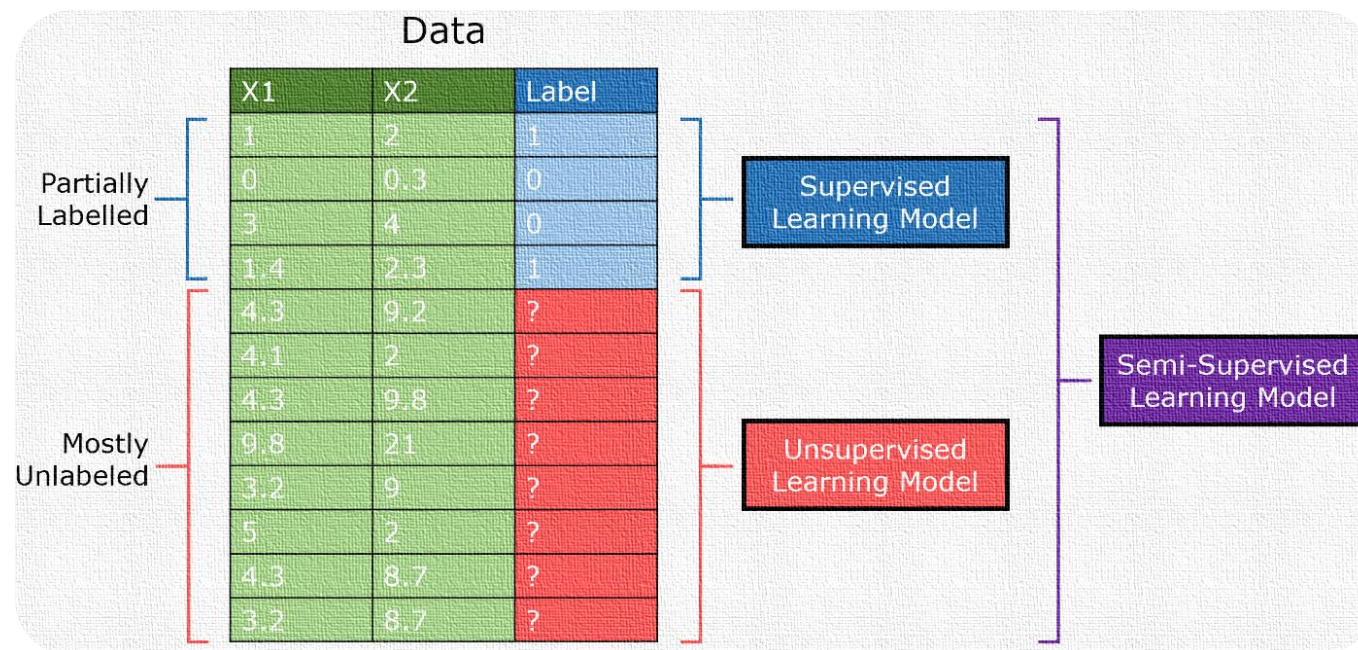 Data
X1 X2 Label
1 2 1
0 0.3 0
3 4 0
1.4 2.3 1
4.3 9.2 ?
4.1 2 ?
4.3 9.8 ?
9.8 21 ?
3.2 9 ?
5 2 ?
4.3 8.7 ?
3.2 8.7 ?
Partially
Labelled
Mostly
Unlabeled
Supervised
Learning Model
Unsupervised
Learning Model
Semi-Supervised
Learning Model